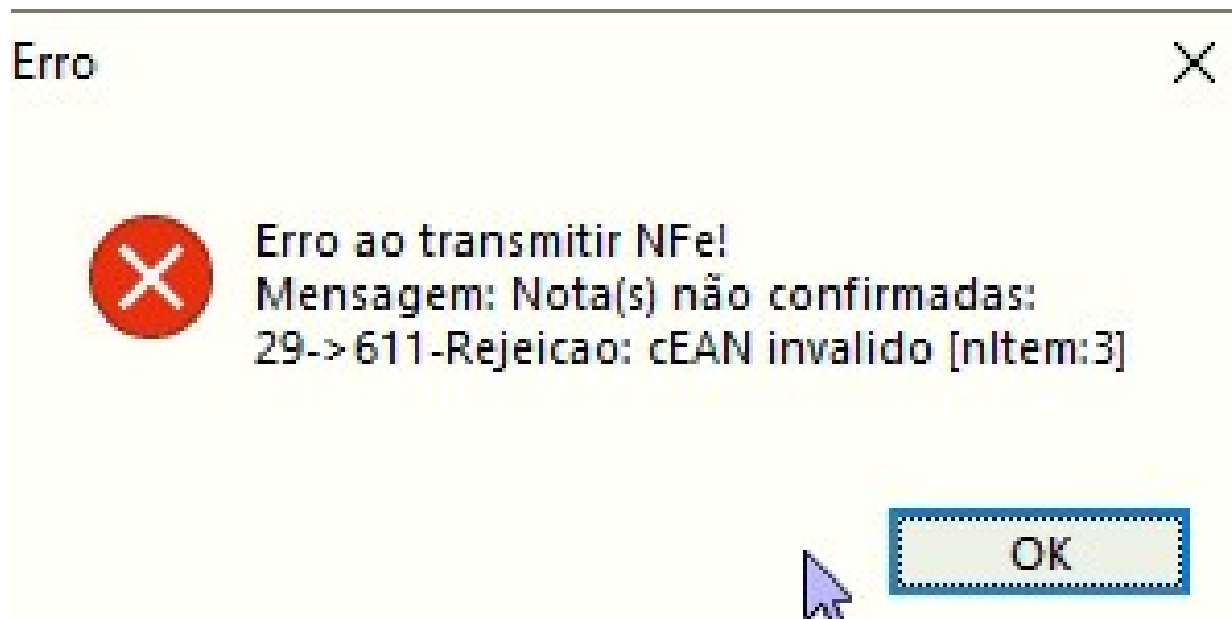 Erro
Erro ao transmitir NFe!
Mensagem: Nota(s) não confirmadas:
29->611-Rejeicao: cEAN invalido [nItem:3]
OK